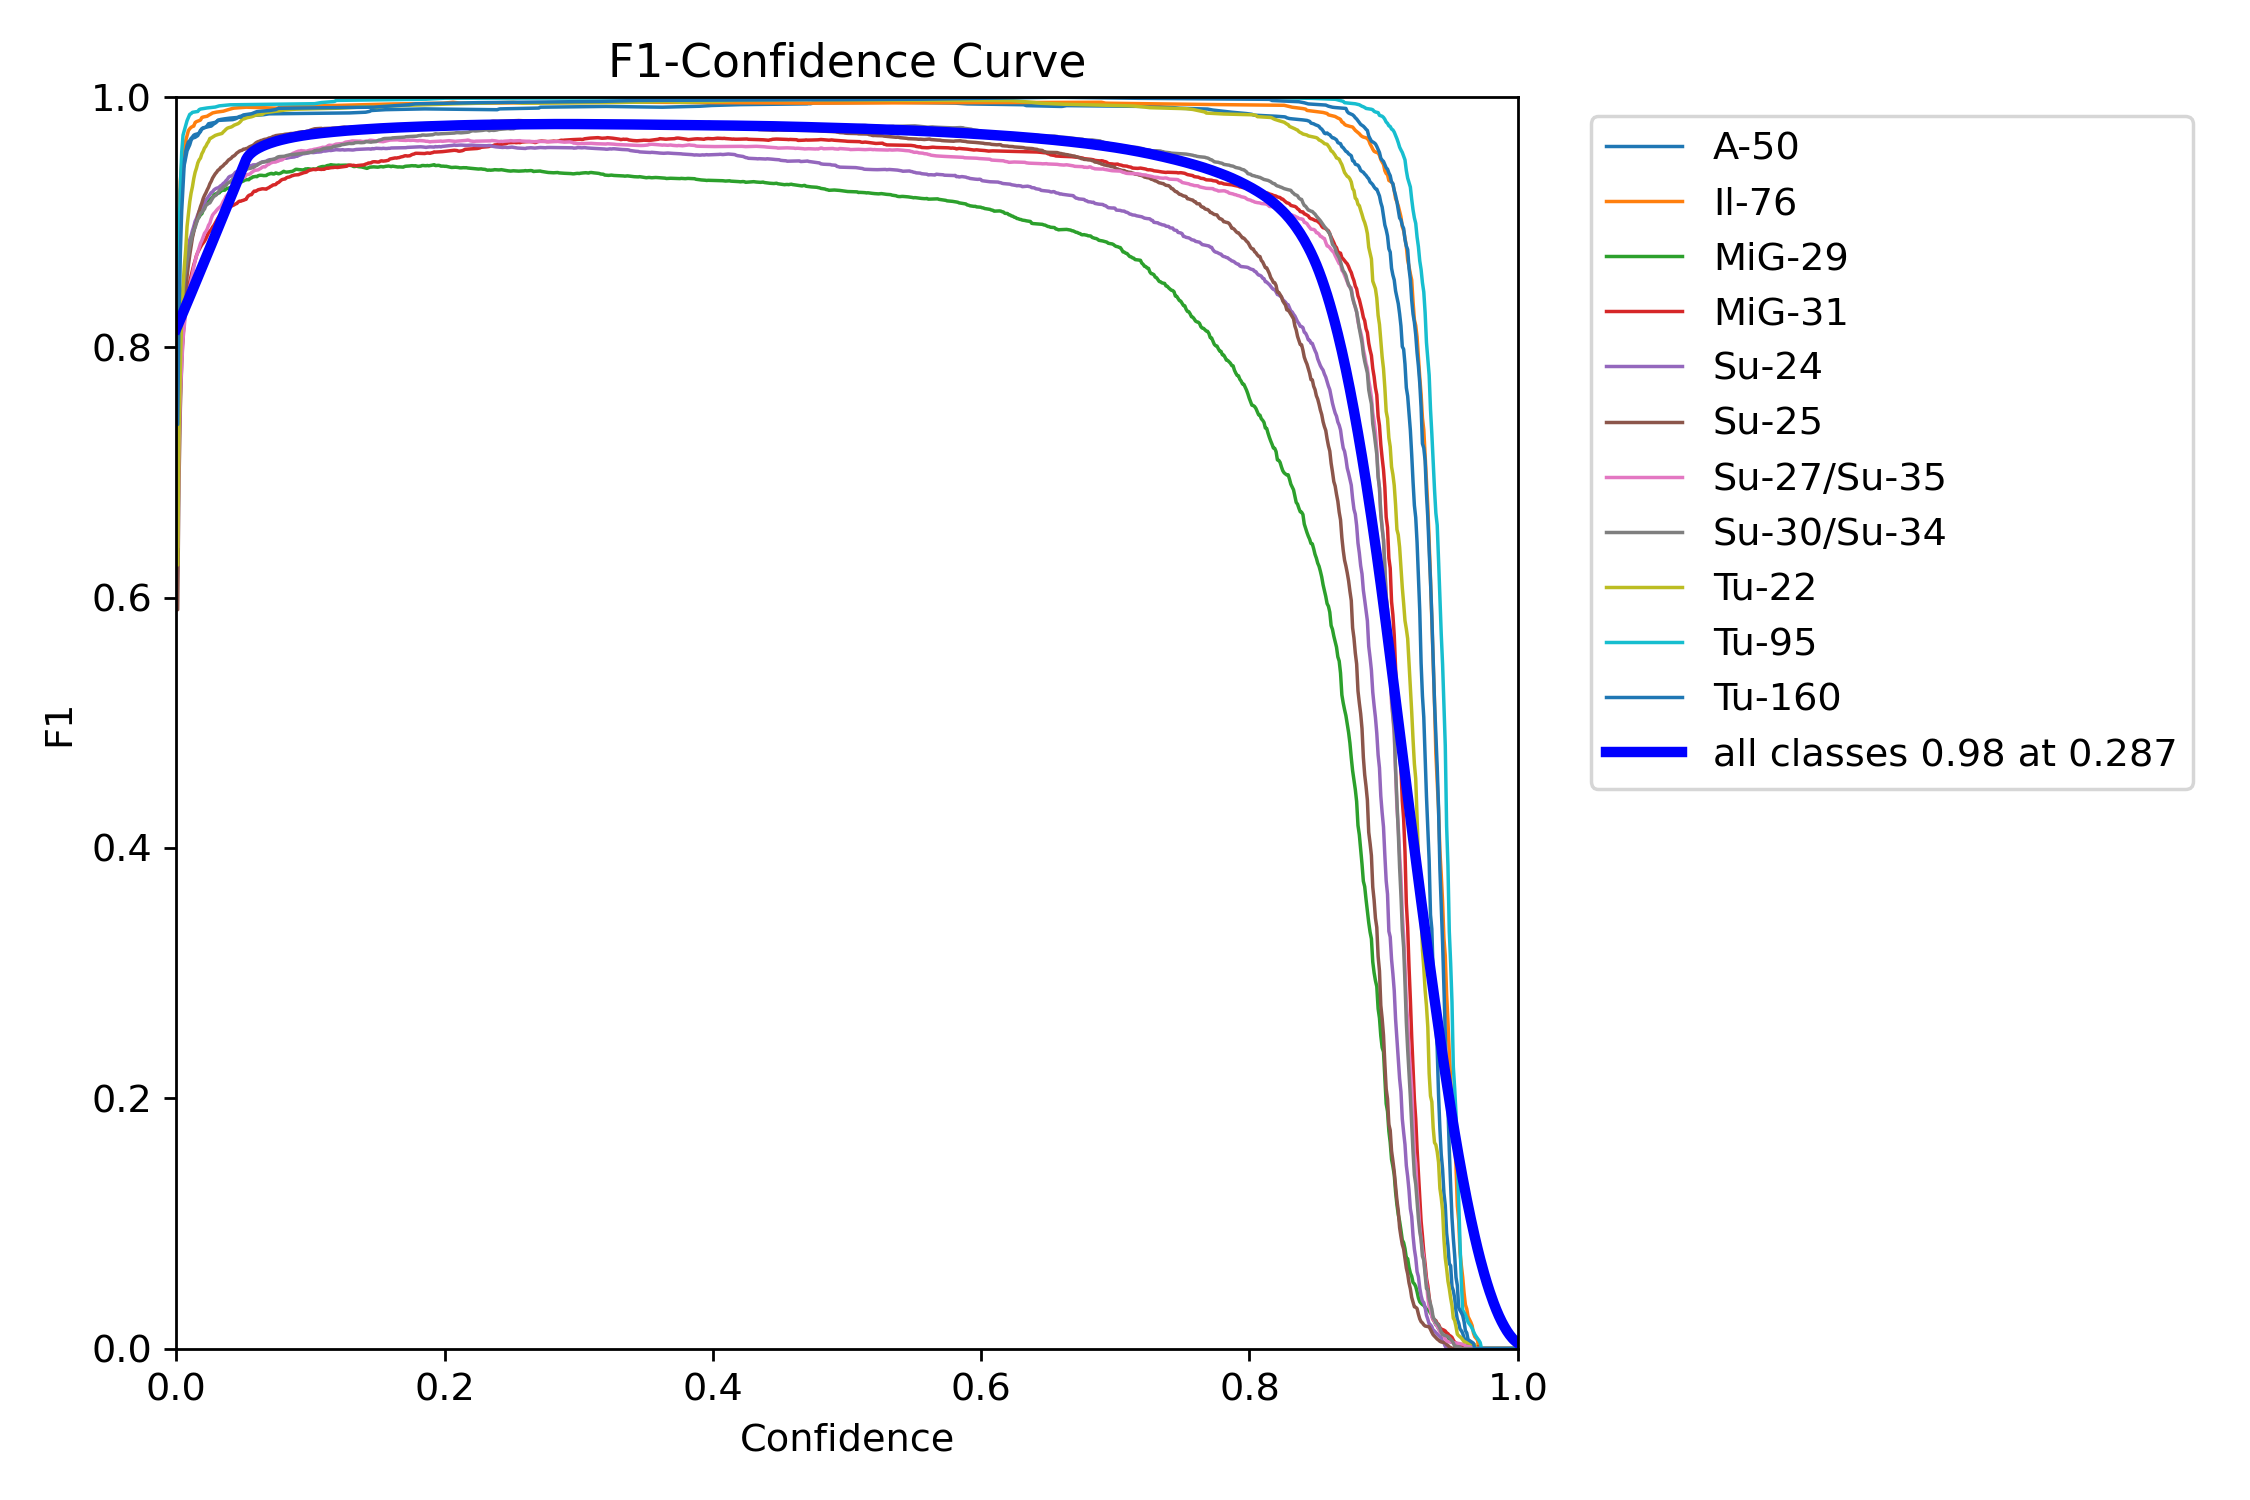 F1-Confidence Curve
1.0
0.8
0.6
0.4
0.2
0.0
F1
0.0 0.2 0.4 0.6 0.8 1.0
Confidence
A-50
Il-76
MiG-29
MiG-31
Su-24
Su-25
Su-27/Su-35
Su-30/Su-34
Tu-22
Tu-95
Tu-160
all classes 0.98 at 0.287